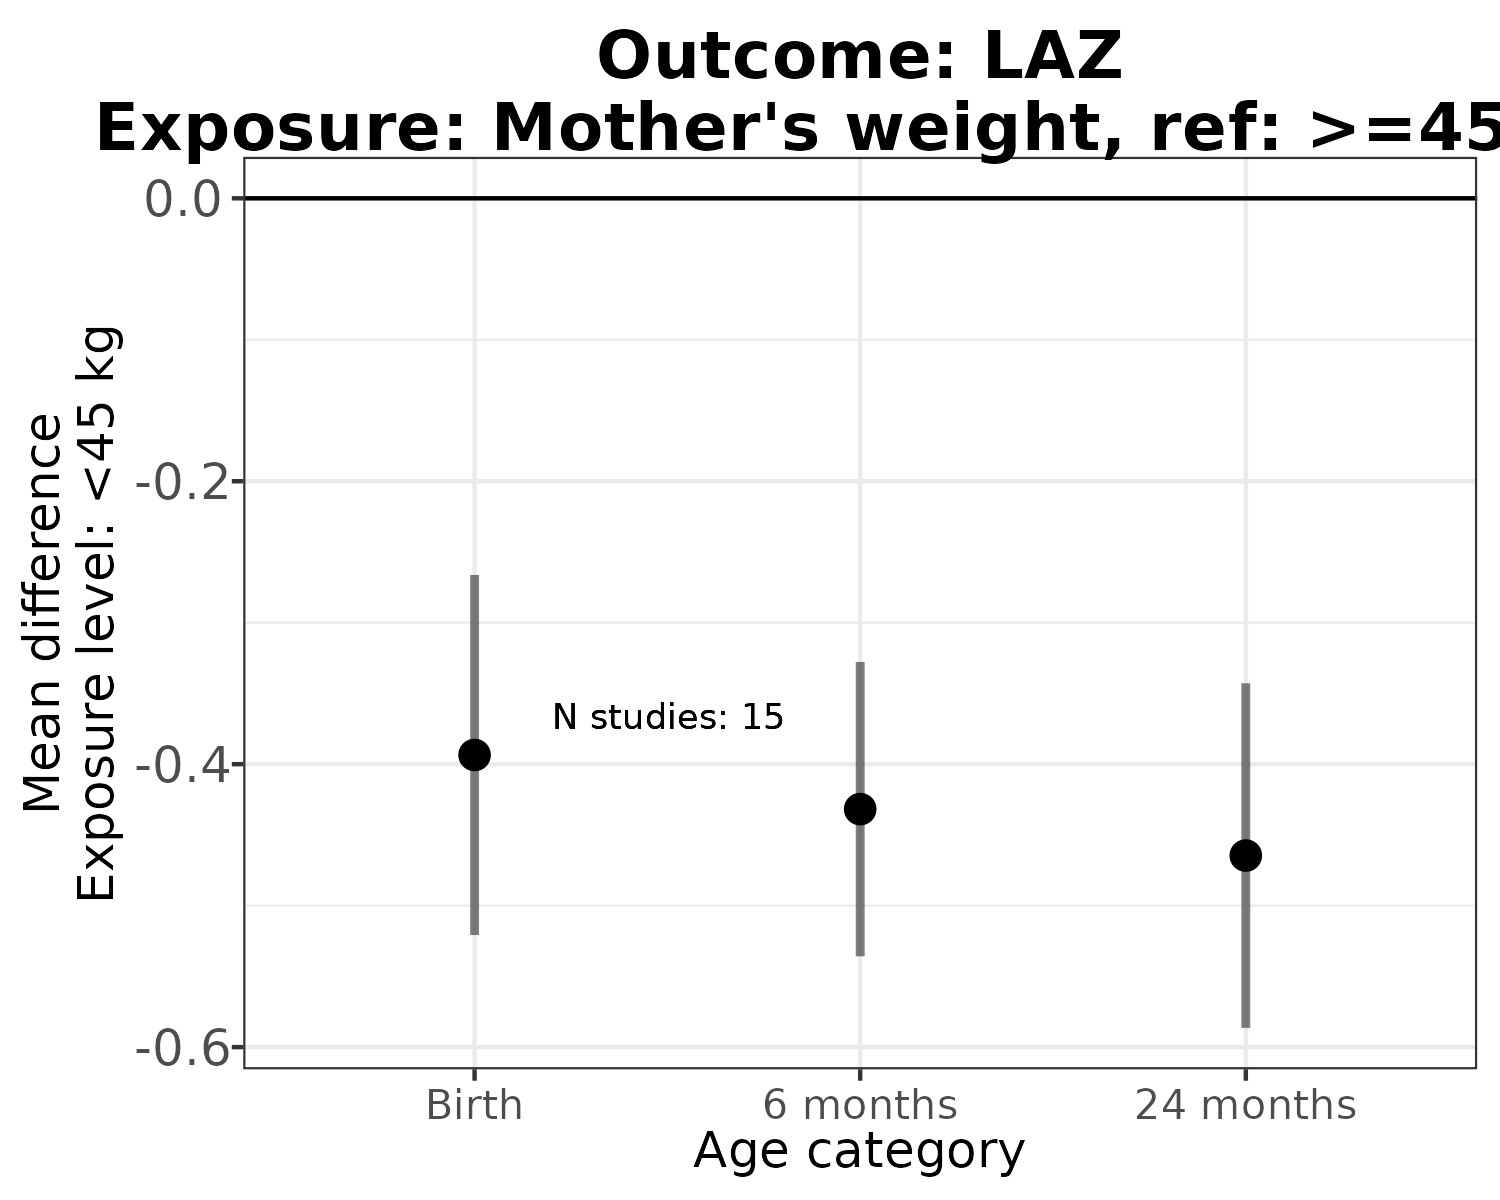 Outcome: LAZ
Exposure: Mother's weight, ref: >=45
Mean difference
Exposure level: <45 kg
0.0
-0.2
-0.4
-0.6
N studies: 15
Birth
6 months
24 months
Age category